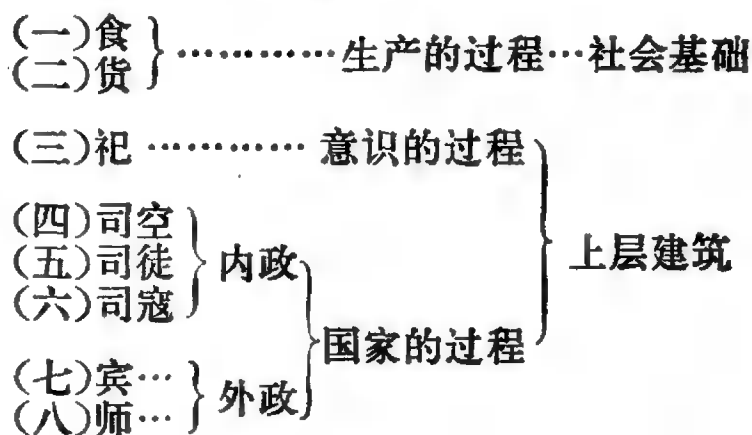 (一)食
(二)货 …………生产的过程…社会基础
(三)祀 ………… 意识的过程
上层建筑
(四)司空
(五)司徒 内政
(六)司寇
国家的过程
(七)宾…
(八)师… 外政